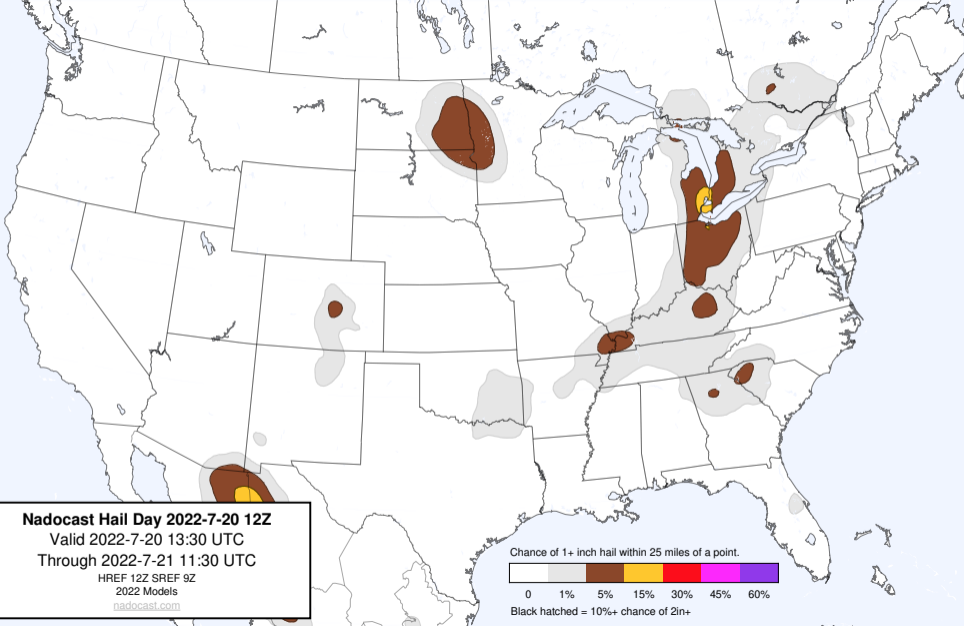 Nadocast Hail Day 2022-7-20 12Z
Valid 2022-7-20 13:30 UTC
Through 2022-7-21 11:30 UTC
HREF 12Z SREF 9Z
2022 Models
nadocast.com
Chance of 1+ inch hail within 25 miles of a point.
0 1% 5% 15% 30% 45% 60%
Black hatched = 10%+ chance of 2in+